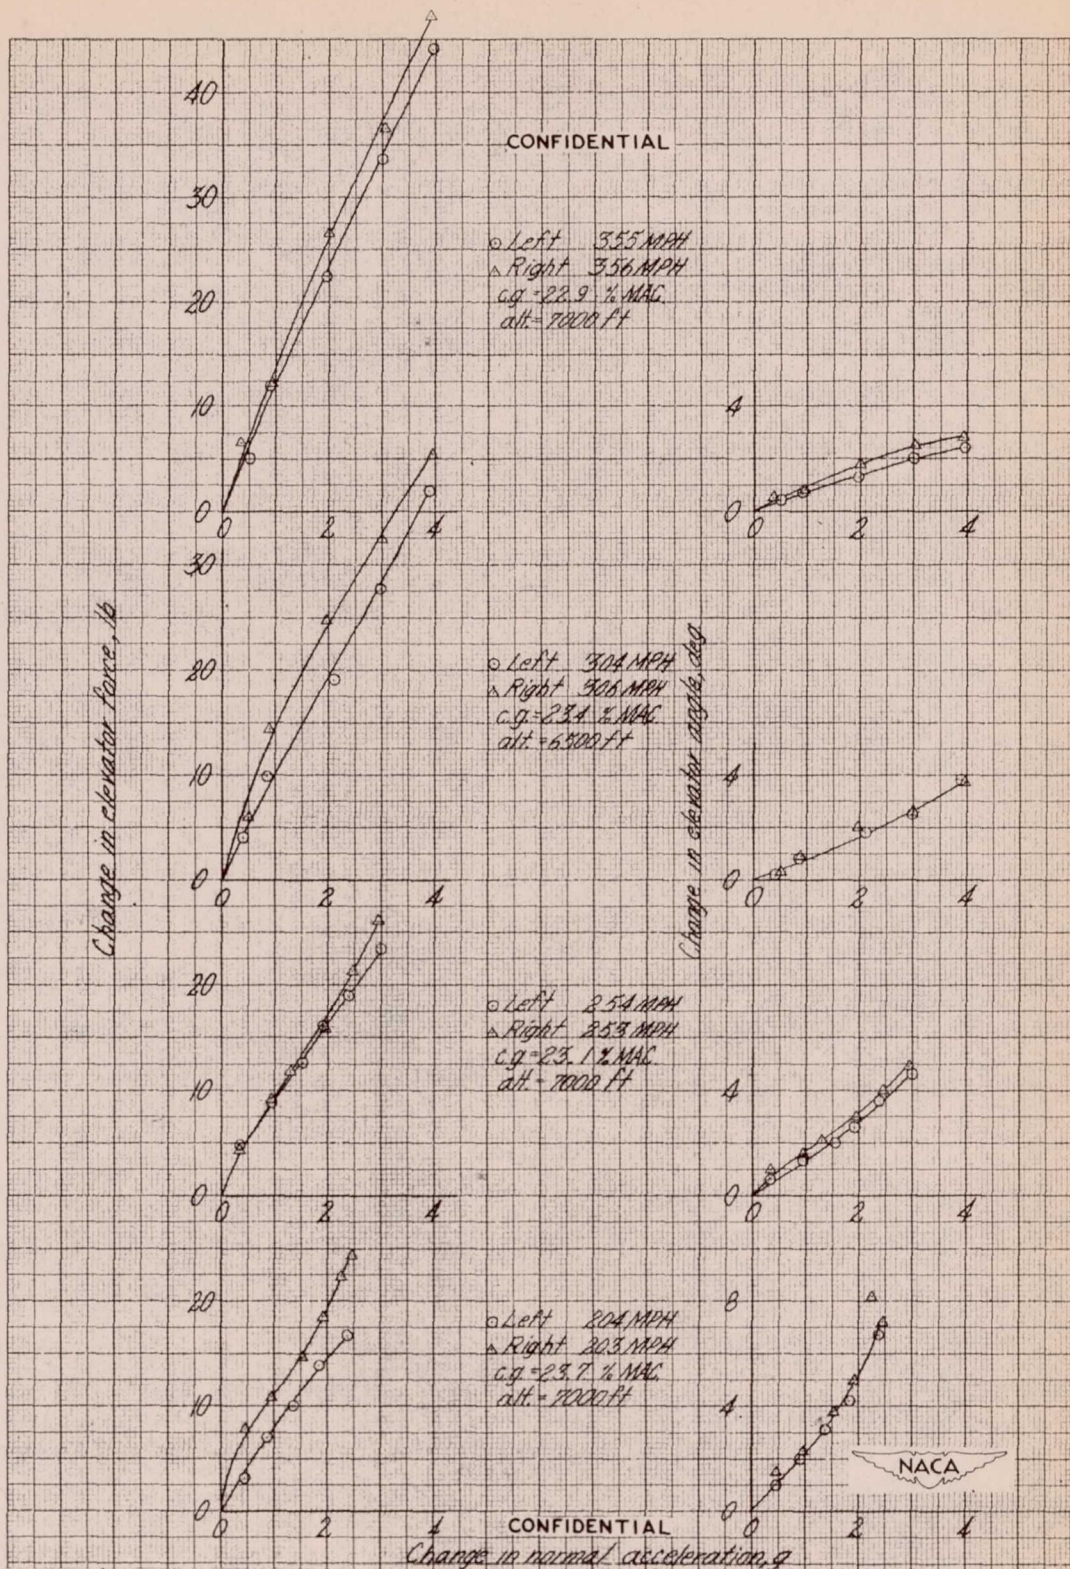 40
CONFIDENTIAL
30
Left 355 MPH
Right 356 MPH
c.g.=22.9 % MAC
alt.=7000 ft
20
10
4
0
0
0 2 4
0 2 4
30
Change in elevator force, lb
Change in elevator angle, deg
20
Left 304 MPH
Right 306 MPH
c.g.=23.4 % MAC
alt.=6500 ft
10
4
0
0
0 2 4
0 2 4
20
Left 254 MPH
Right 253 MPH
c.g.=23.1 % MAC
alt.=7000 ft
10
4
0
0
0 2 4
0 2 4
20
8
Left 204 MPH
Right 203 MPH
c.g.=23.7 % MAC
alt.=7000 ft
10
4
NACA
0
0
0 2 4
0 2 4
CONFIDENTIAL
Change in normal acceleration, g